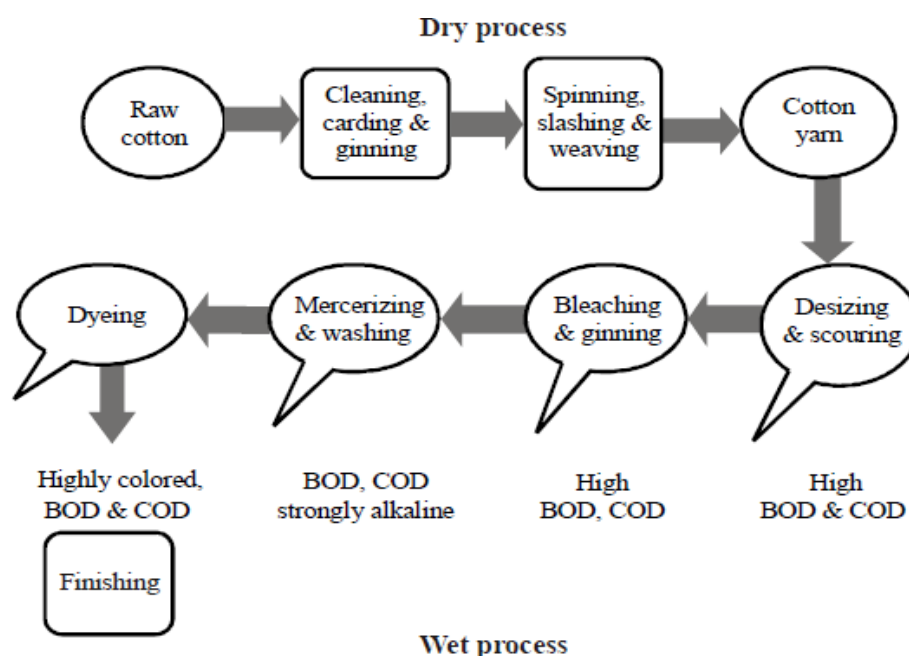 Dry process
Raw
cotton
Cleaning,
carding &
ginning
Spinning,
slashing &
weaving
Cotton
yarn
Desizing
& scouring
Bleaching
& ginning
Mercerizing
& washing
Dyeing
Highly colored,
BOD & COD
BOD, COD
strongly alkaline
High
BOD, COD
High
BOD & COD
Finishing
Wet process